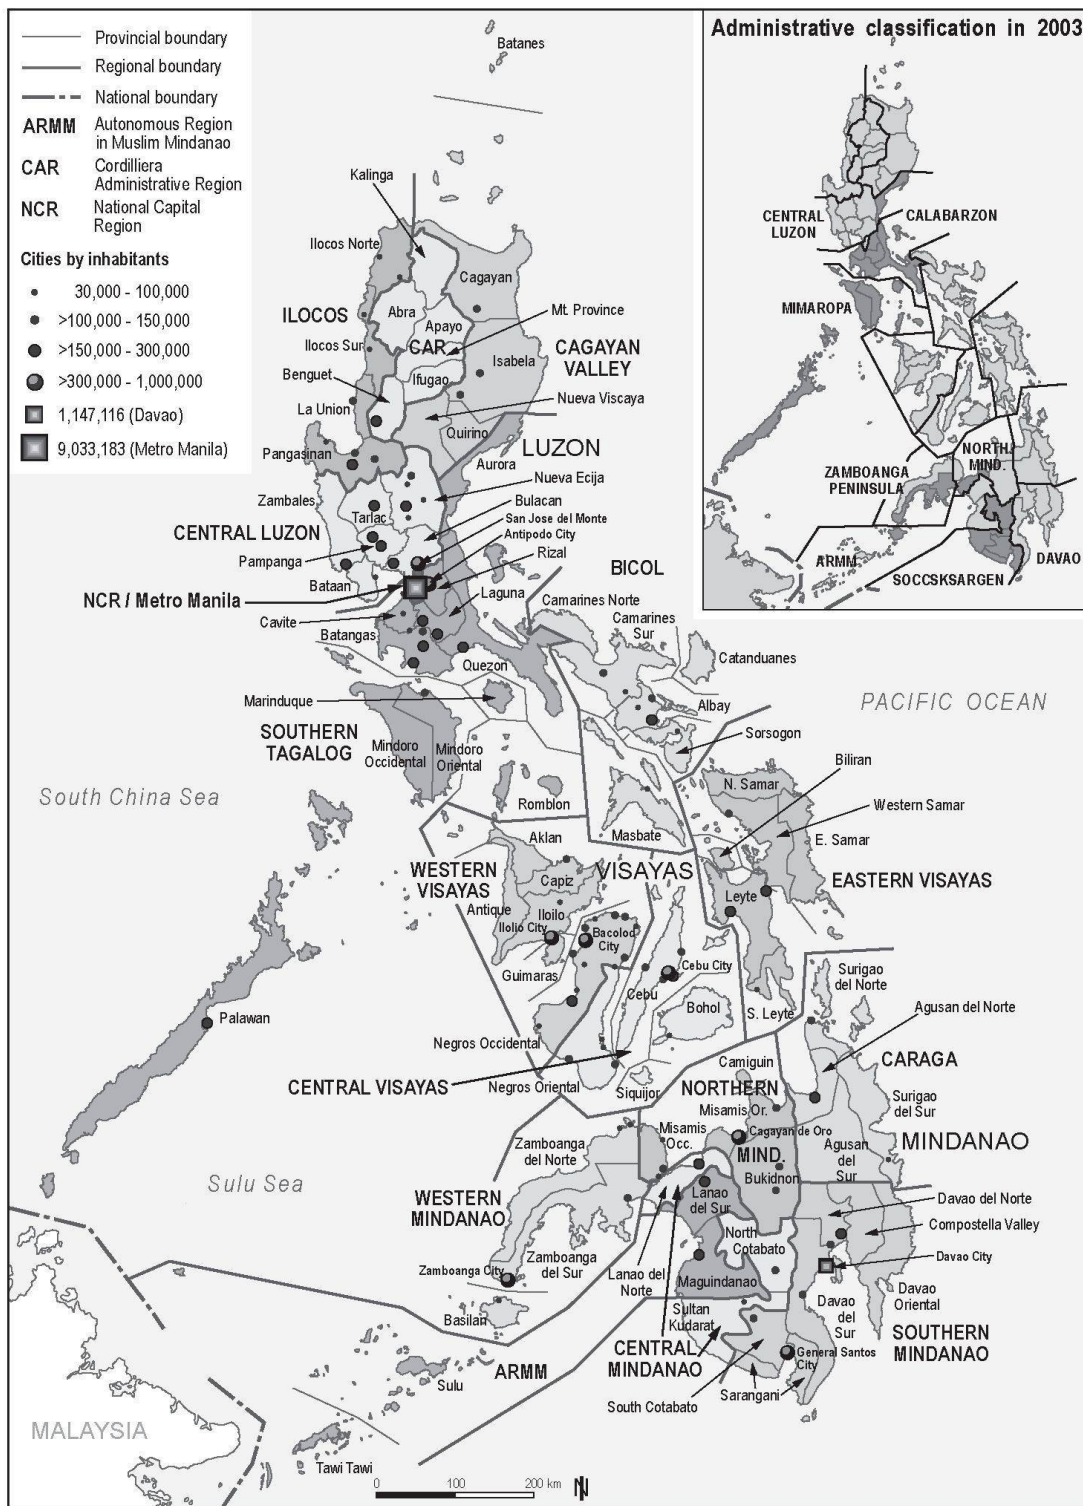 Provincial boundary
Regional boundary
National boundary
ARMM Autonomous Region
in Muslim Mindanao
CAR Cordilliera
Administrative Region
NCR National Capital
Region
Cities by inhabitants
30,000 - 100,000
>100,000 - 150,000
>150,000 - 300,000
>300,000 - 1,000,000
1,147,116 (Davao)
9,033,183 (Metro Manila)
Administrative classification in 2003
CENTRAL
LUZON
CALABARZON
MIMAROPA
ZAMBOANGA
PENINSULA
NORTH.
MIND.
ARMM
SOCCSKSARGEN
DAVAO
Batanes
Kalinga
Ilocos Norte
Cagayan
ILOCOS
Abra
Apayo
Mt. Province
Ilocos Sur
CAR
CAGAYAN
VALLEY
Isabela
Benguet
Ifugao
Nueva Viscaya
La Union
Quirino
LUZON
Pangasinan
Aurora
Nueva Ecija
Zambales
Bulacan
Tarlac
San Jose del Monte
CENTRAL LUZON
Antipodo City
Pampanga
Rizal
Bataan
BICOL
NCR / Metro Manila
Laguna
Camarines Norte
Cavite
Camarines
Sur
Batangas
Catanduanes
Quezon
Marinduque
Albay
PACIFIC OCEAN
SOUTHERN
TAGALOG
Sorsogon
Mindoro
Occidental
Mindoro
Oriental
Biliran
N. Samar
South China Sea
Romblon
Western Samar
Masbate
E. Samar
Aklan
WESTERN
VISAYAS
VISAYAS
Capiz
EASTERN VISAYAS
Antique
Leyte
Iloilo
Ilolio City
Bacolod
City
Guimaras
Cebu City
Cebu
Surigao
del Norte
Palawan
Bohol
S. Leyte
Agusan del Norte
Negros Occidental
Camiguin
CARAGA
CENTRAL VISAYAS
Negros Oriental
Siquijor
NORTHERN
MIND.
Misamis Or.
Surigao
del Sur
Misamis
Occ.
Cagayan de Oro
MINDANAO
Zamboanga
del Norte
Bukidnon
Agusan
del
Sur
Sulu Sea
WESTERN
MINDANAO
Lanao
del Sur
Davao del Norte
North
Cotabato
Compostella Valley
Zamboanga City
Zamboanga
del Sur
Lanao del
Norte
Maguindanao
Davao City
Davao
Oriental
Basilan
Sultan
Kudarat
Davao
del
Sur
CENTRAL
MINDANAO
SOUTHERN
MINDANAO
ARMM
General Santos
City
Sulu
Sarangani
South Cotabato
MALAYSIA
Tawi Tawi
0 100 200 km
N